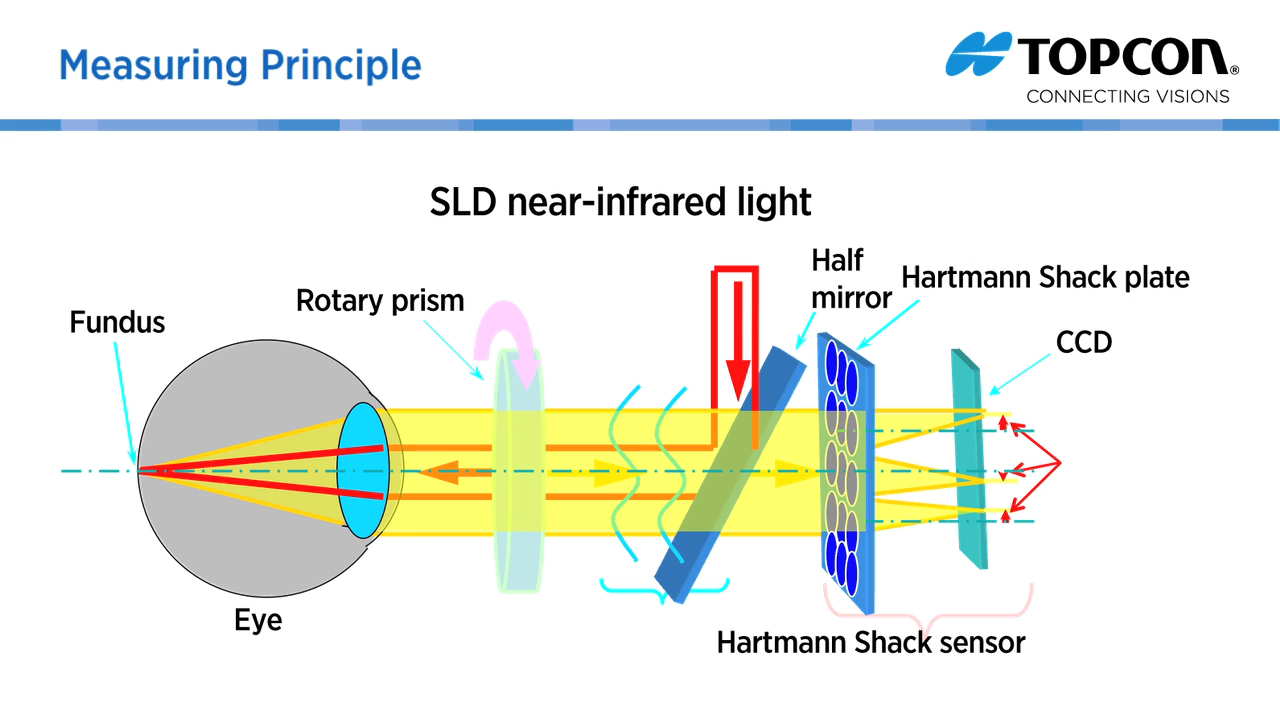 Measuring Principle
TOPCON®
CONNECTING VISIONS
SLD near-infrared light
Half
mirror
Hartmann Shack plate
Rotary prism
Fundus
CCD
Eye
Hartmann Shack sensor